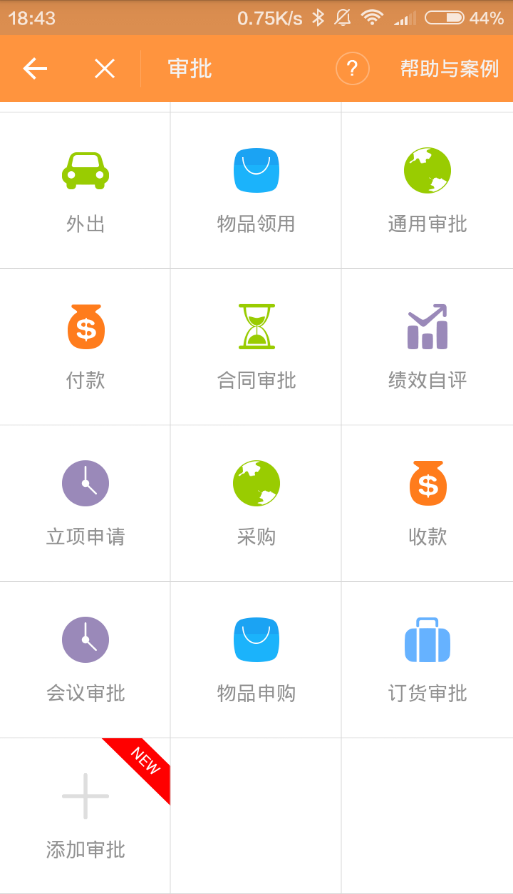 18:43 0.75K/s 44%
审批 ? 帮助与案例
外出 物品领用 通用审批
$
付款 合同审批 绩效自评
$
立项申请 采购 收款
会议审批 物品申购 订货审批
NEW
添加审批